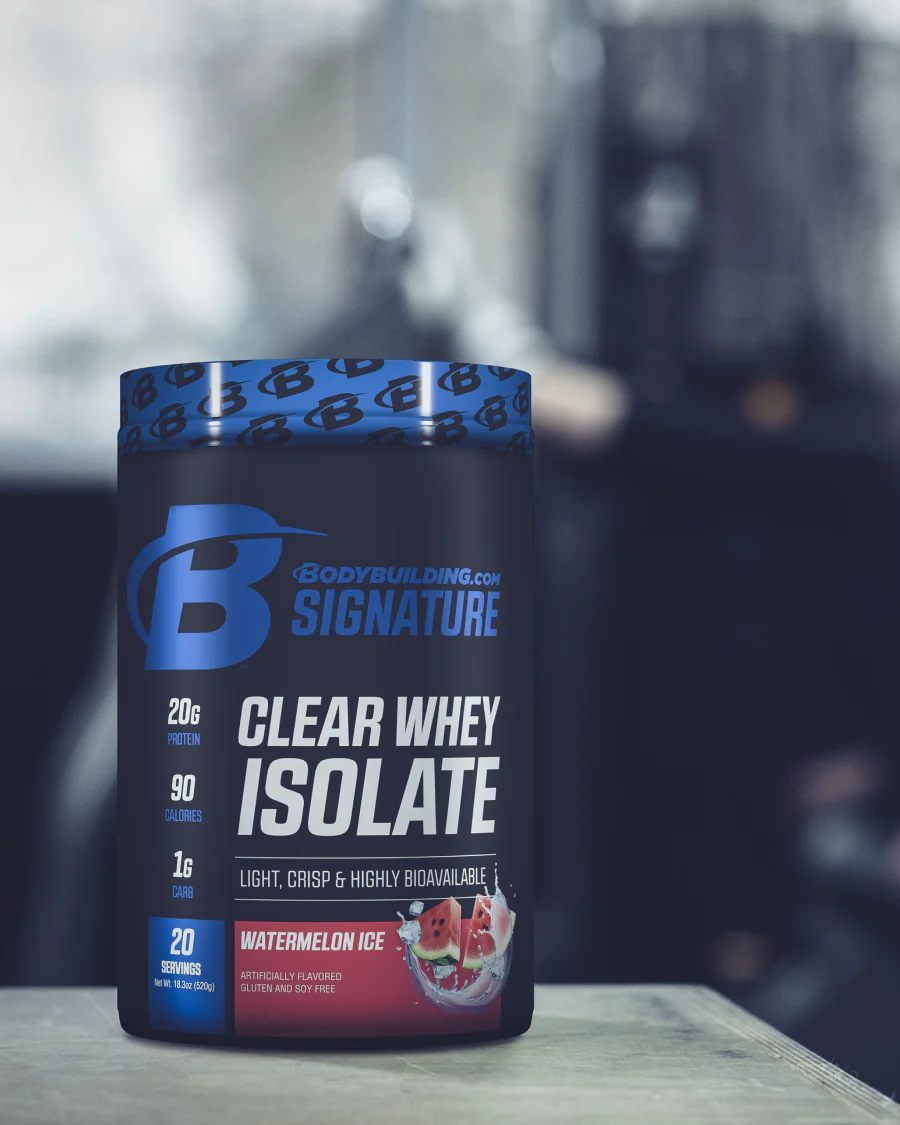 B
BODYBUILDING.COM
SIGNATURE
™
20G
PROTEIN
90
CALORIES
1G
CARB
CLEAR WHEY
ISOLATE
LIGHT, CRISP & HIGHLY BIOAVAILABLE
20
SERVINGS
Net Wt. 18.3oz (520g)
WATERMELON ICE
ARTIFICIALLY FLAVORED
GLUTEN AND SOY FREE